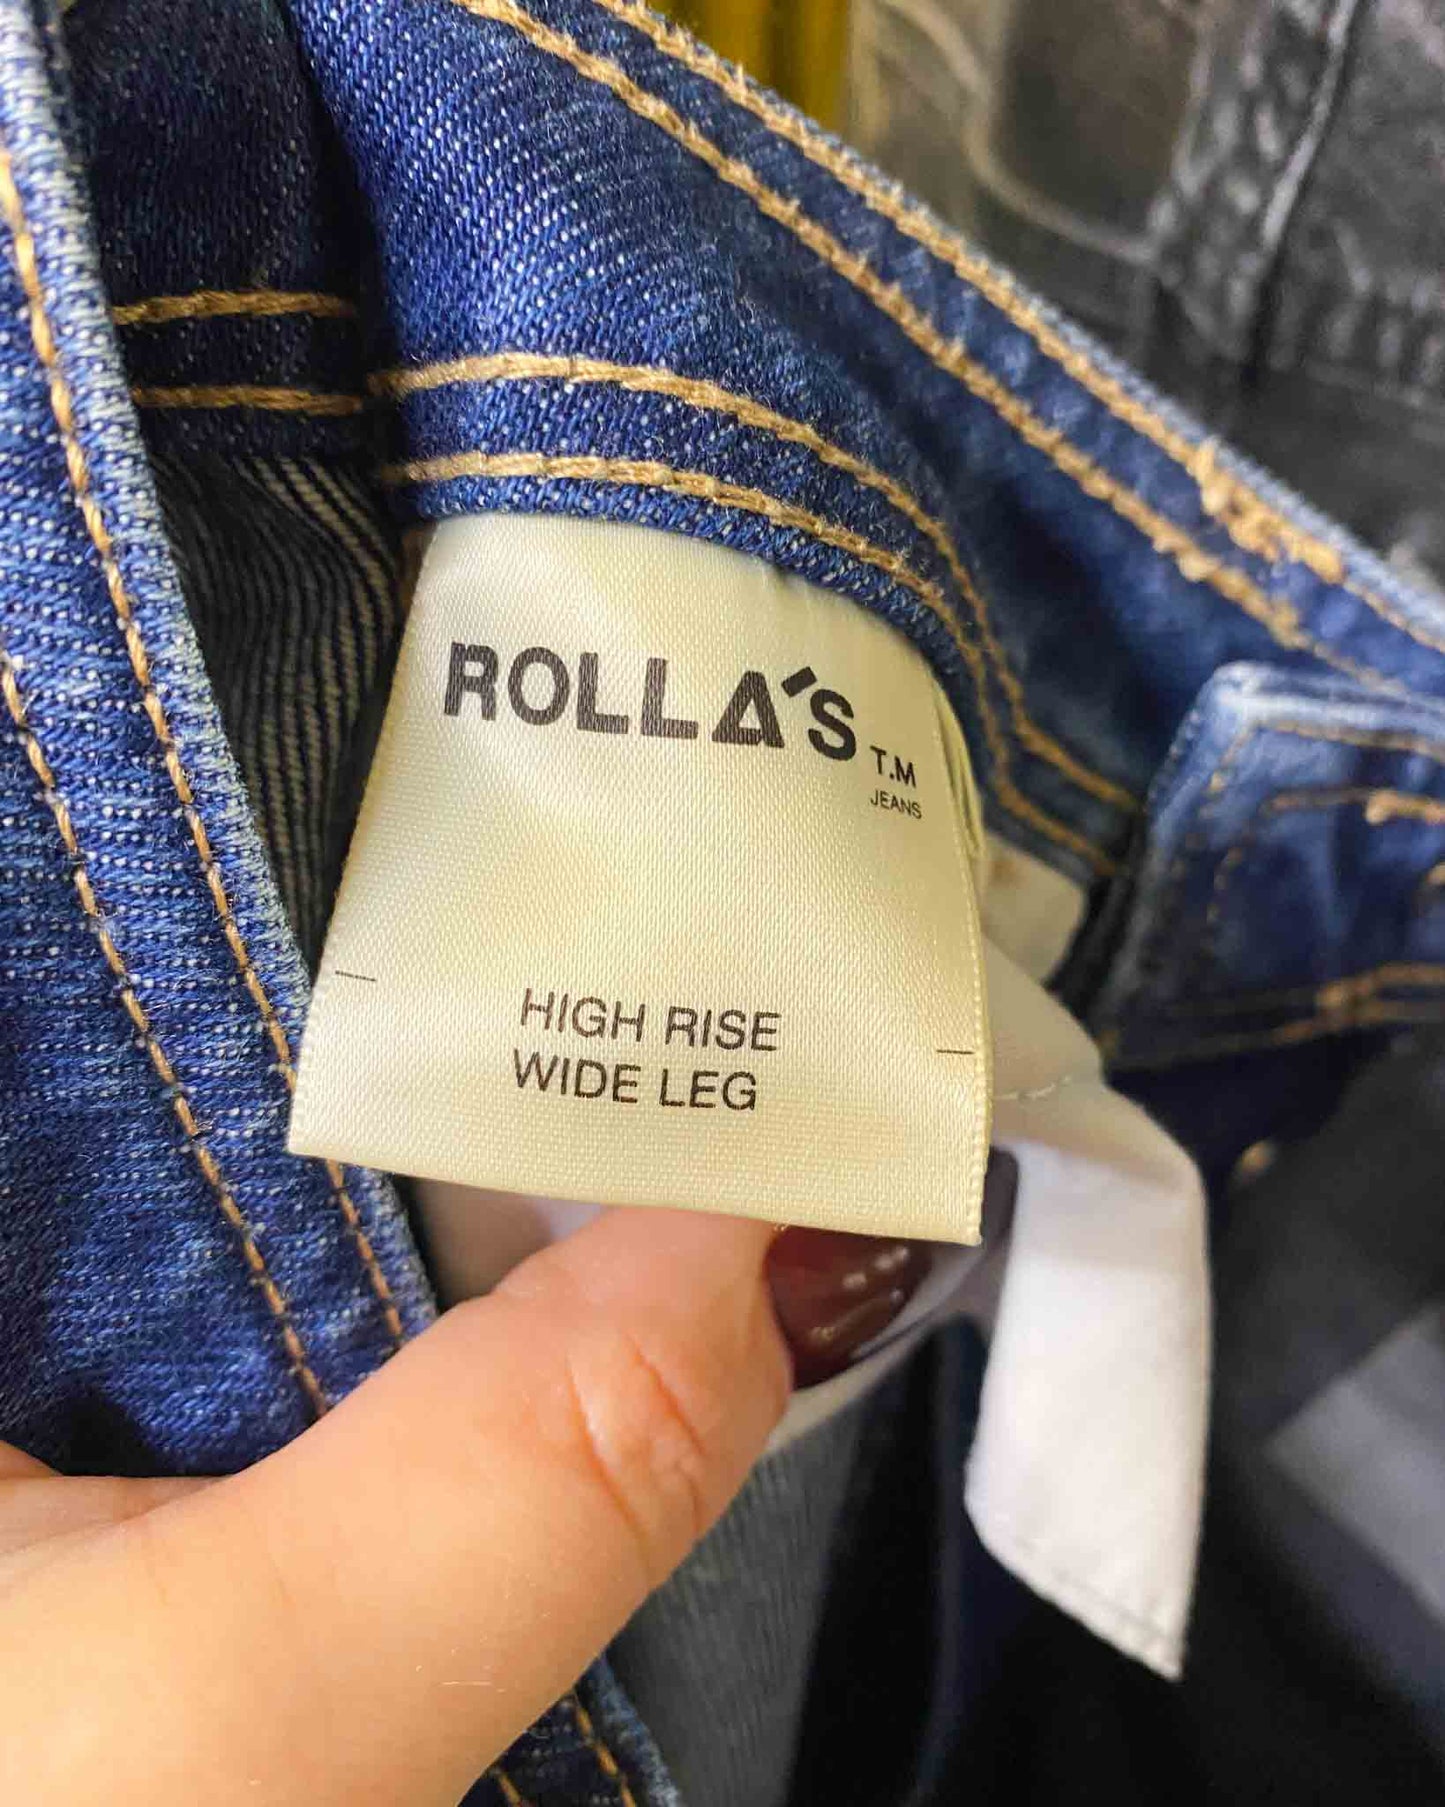 ROLLA'S T.M
JEANS
HIGH RISE
WIDE LEG